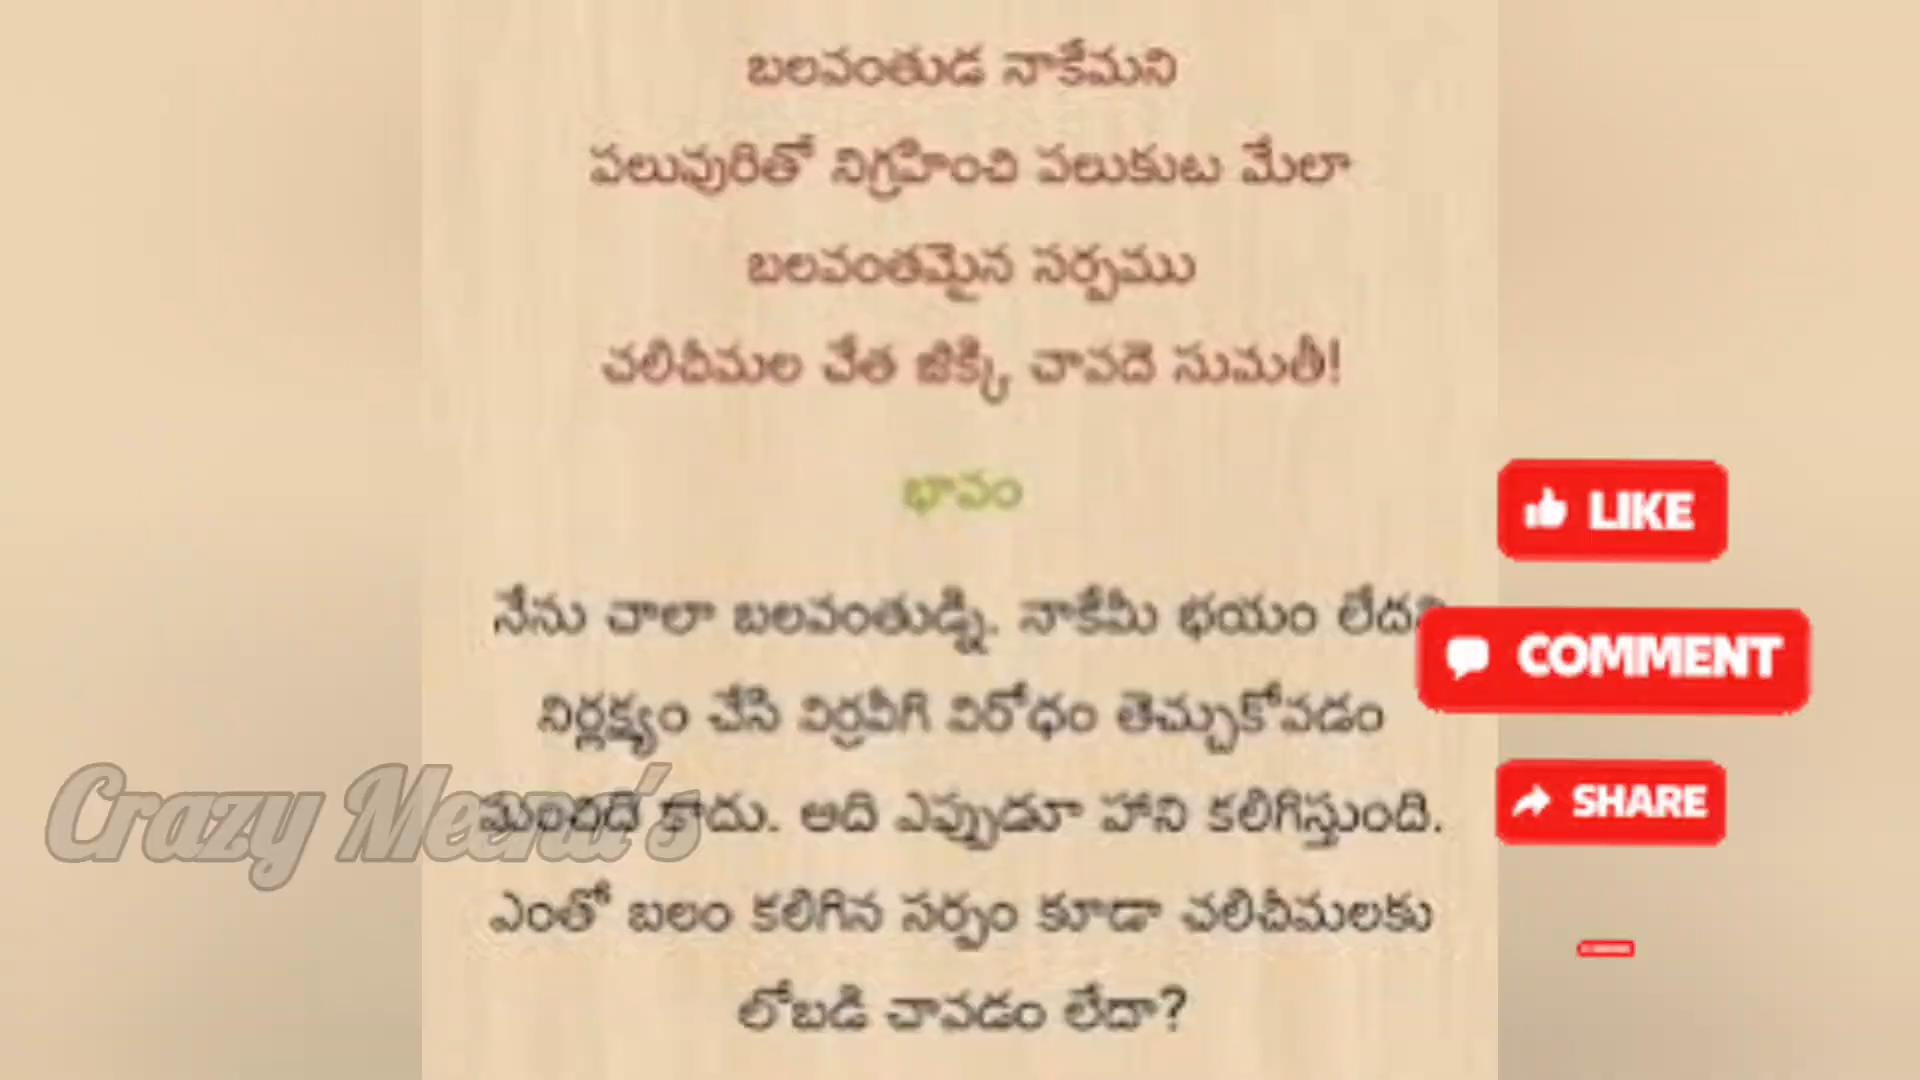 బలవంతుడ నాకేమని
పలువురితో నిగ్రహించి పలుకుట మేలా
బలవంతమైన సర్పము
చలిచీమల చేత జిక్కి చావదె సుమతీ!
భావం
నేను చాలా బలవంతుడ్ని. నాకేమీ భయం లేదని
నిర్లక్ష్యం చేసి విర్రవీగి విరోధం తెచ్చుకోవడం
మంచిది కాదు. అది ఎప్పుడూ హాని కలిగిస్తుంది.
ఎంతో బలం కలిగిన సర్పం కూడా చలిచీమలకు
లోబడి చావడం లేదా?
LIKE
COMMENT
SHARE
Crazy Meena's